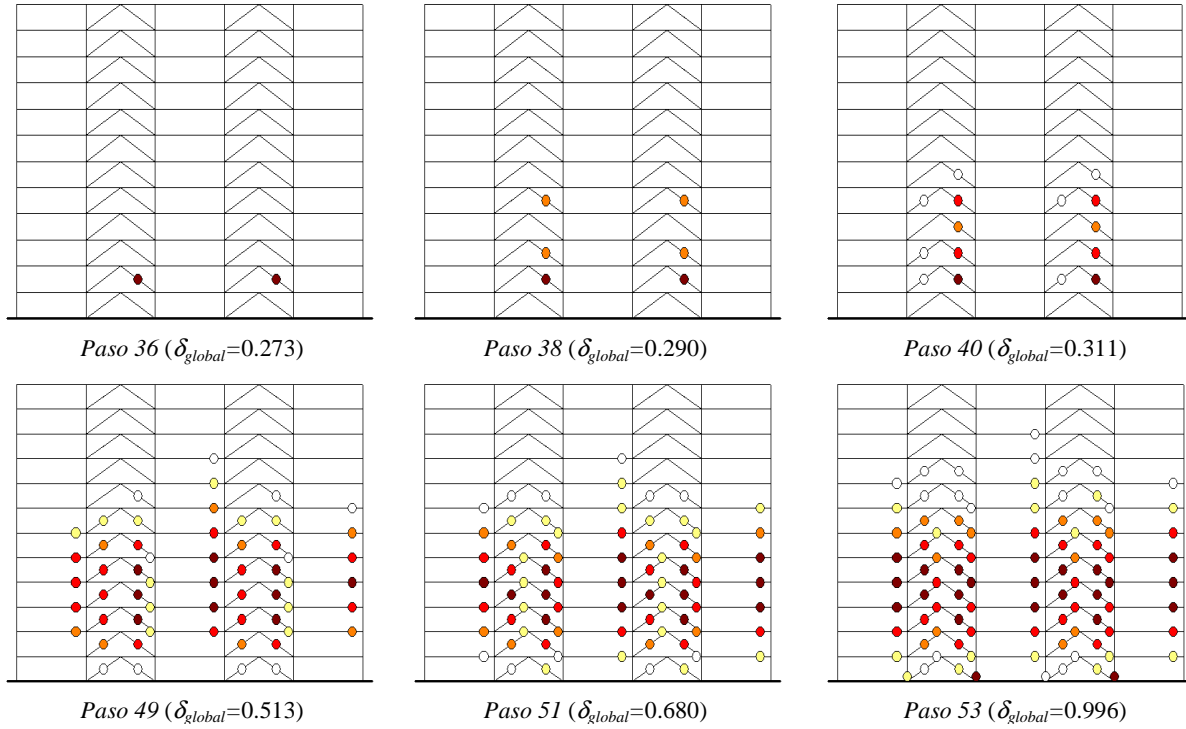 Paso 36 (δglobal=0.273)
Paso 38 (δglobal=0.290)
Paso 40 (δglobal=0.311)
Paso 49 (δglobal=0.513)
Paso 51 (δglobal=0.680)
Paso 53 (δglobal=0.996)